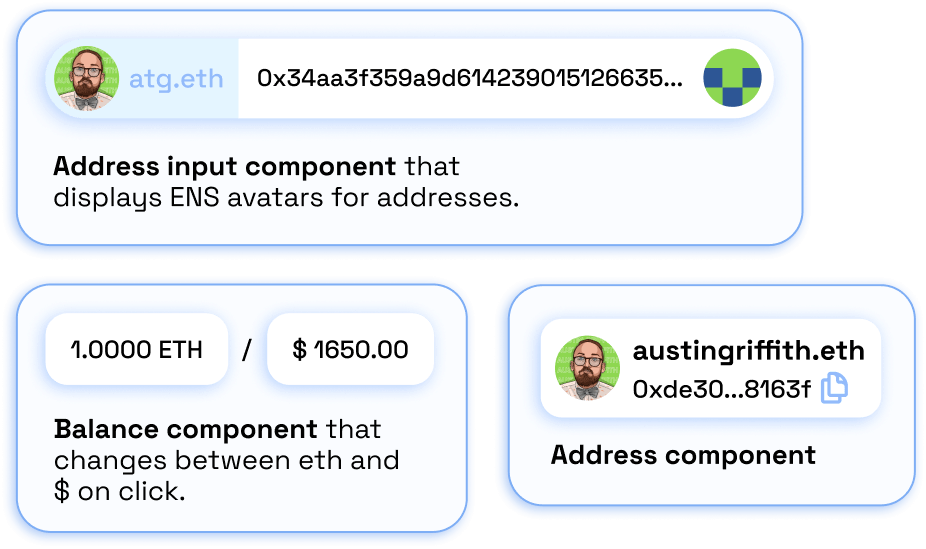 atg.eth 0x34aa3f359a9d614239015126635...
Address input component that
displays ENS avatars for addresses.
1.0000 ETH / $ 1650.00
Balance component that
changes between eth and
$ on click.
austingriffith.eth
0xde30...8163f
Address component